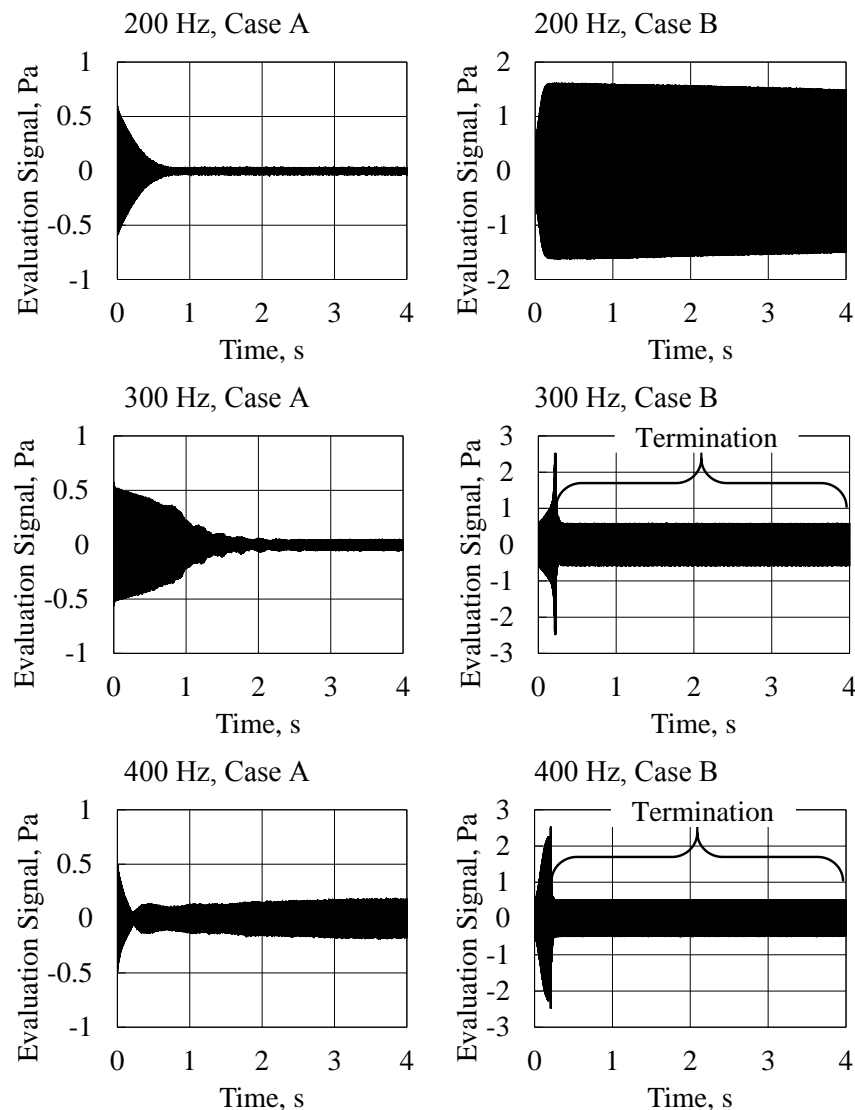 200 Hz, Case A
Evaluation Signal, Pa
1
0.5
0
-0.5
-1
0 1 2 3 4
Time, s
200 Hz, Case B
Evaluation Signal, Pa
2
1
0
-1
-2
0 1 2 3 4
Time, s
300 Hz, Case A
Evaluation Signal, Pa
1
0.5
0
-0.5
-1
0 1 2 3 4
Time, s
300 Hz, Case B
Evaluation Signal, Pa
3
2
1
0
-1
-2
-3
Termination
0 1 2 3 4
Time, s
400 Hz, Case A
Evaluation Signal, Pa
1
0.5
0
-0.5
-1
0 1 2 3 4
Time, s
400 Hz, Case B
Evaluation Signal, Pa
3
2
1
0
-1
-2
-3
Termination
0 1 2 3 4
Time, s